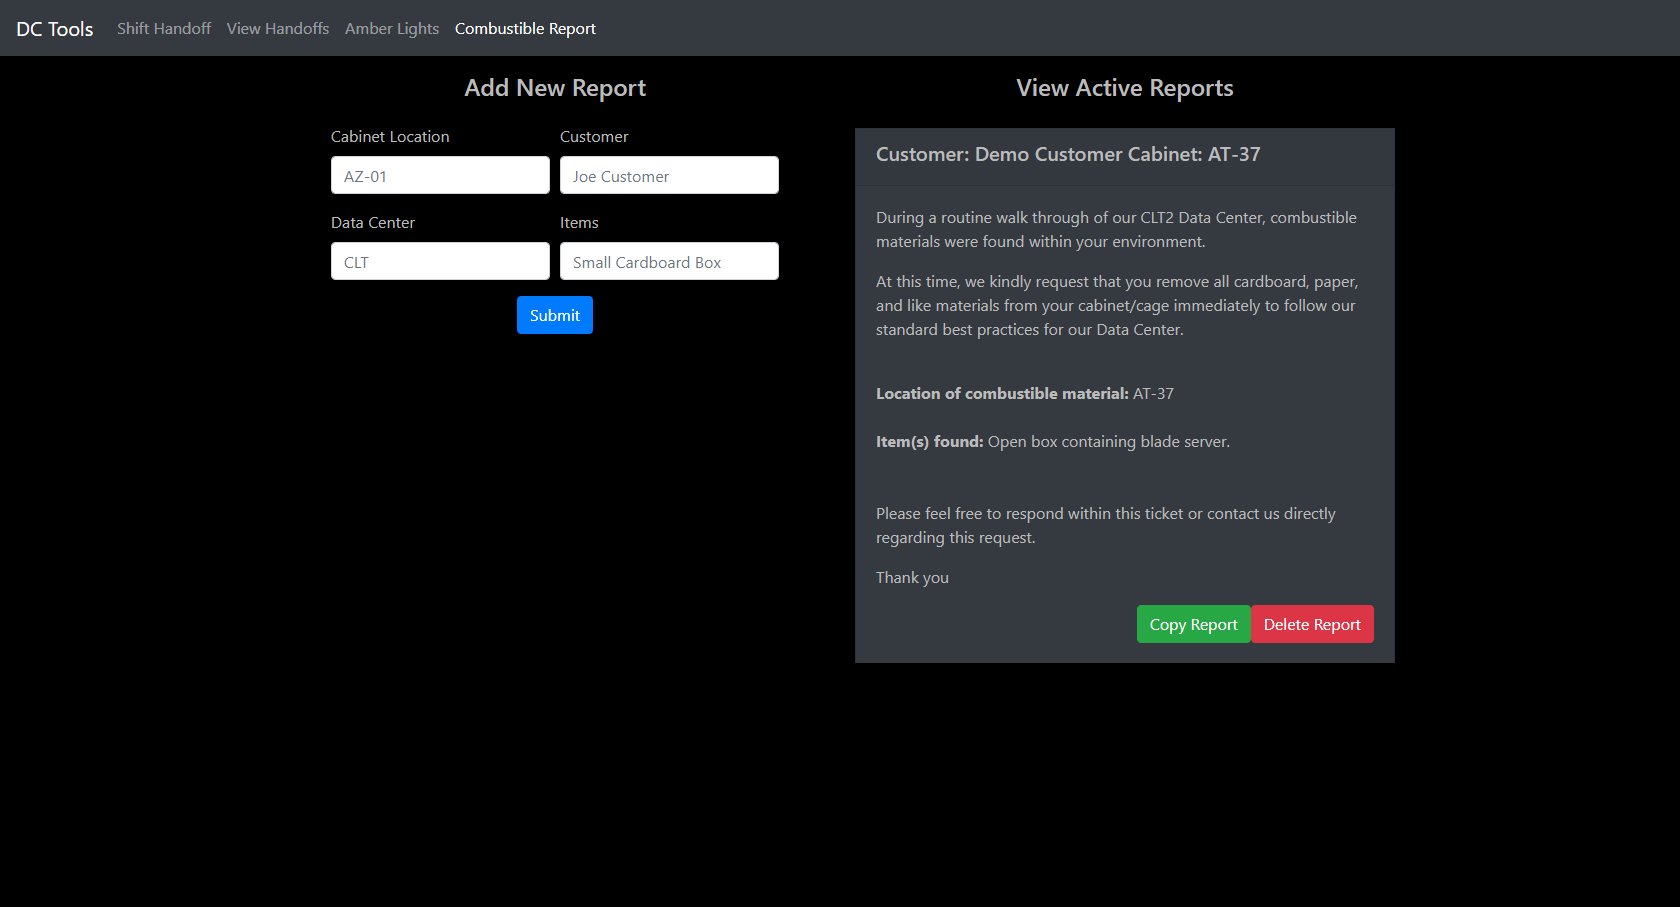 DC Tools Shift Handoff View Handoffs Amber Lights Combustible Report
Add New Report
Cabinet Location Customer
AZ-01 Joe Customer
Data Center Items
CLT Small Cardboard Box
Submit
View Active Reports
Customer: Demo Customer Cabinet: AT-37
During a routine walk through of our CLT2 Data Center, combustible
materials were found within your environment.
At this time, we kindly request that you remove all cardboard, paper,
and like materials from your cabinet/cage immediately to follow our
standard best practices for our Data Center.
Location of combustible material: AT-37
Item(s) found: Open box containing blade server.
Please feel free to respond within this ticket or contact us directly
regarding this request.
Thank you
Copy Report Delete Report